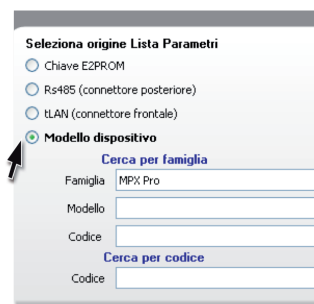 Seleziona origine Lista Parametri
Chiave E2PROM
Rs485 (connettore posteriore)
tLAN (connettore frontale)
Modello dispositivo
Cerca per famiglia
Famiglia MPX Pro
Modello
Codice
Cerca per codice
Codice